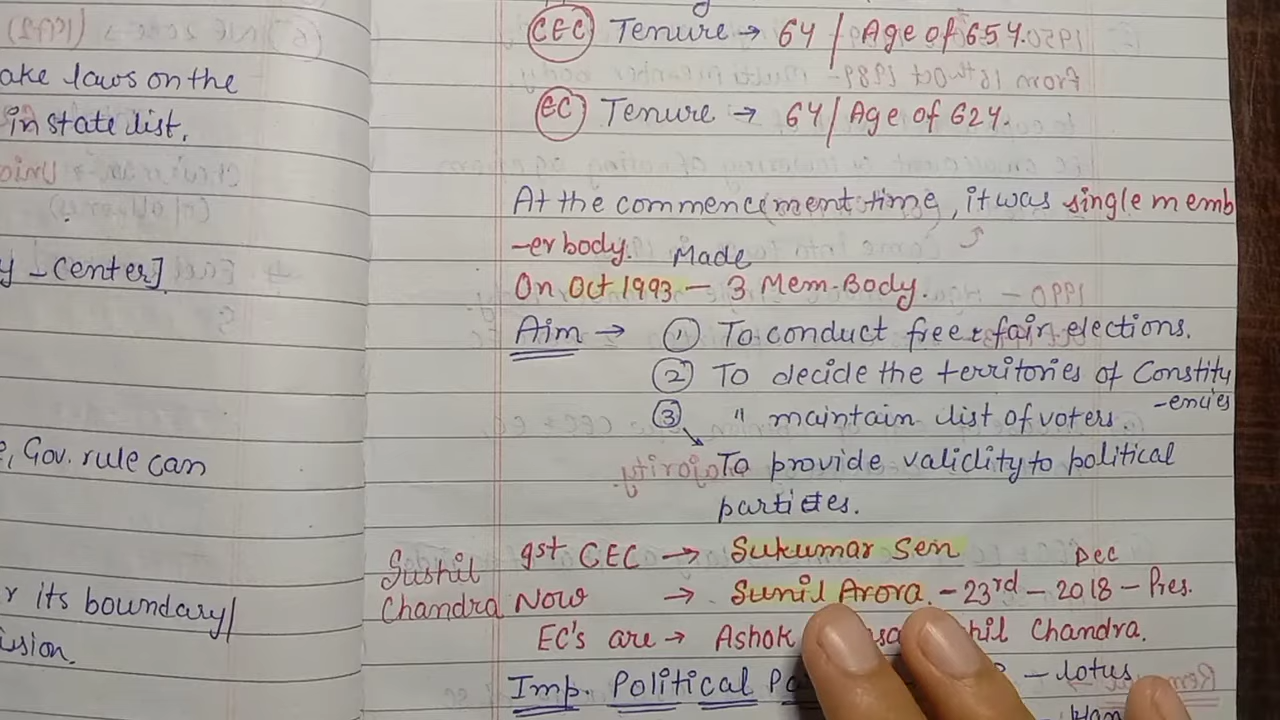 ake laws on the
in state list.
y - center]
e, Gov. rule can
r its boundary/
CEC Tenure → 6y / Age of 65y.
EC Tenure → 6y / Age of 62y.
At the commencement time, it was single memb
-er body. Made
On Oct 1993 — 3 Mem. Body.
Aim → 1 To conduct free & fair elections.
2 To decide the territories of Constity
-encies
3 " maintain list of voters.
To provide validity to political
parties.
Sushil
Chandra
1st CEC → Sukumar Sen
Dec
Now → Sunil Arora. - 23rd - 2018 - Pres.
EC's are → Ashok Chandra.
Imp. Political - lotus